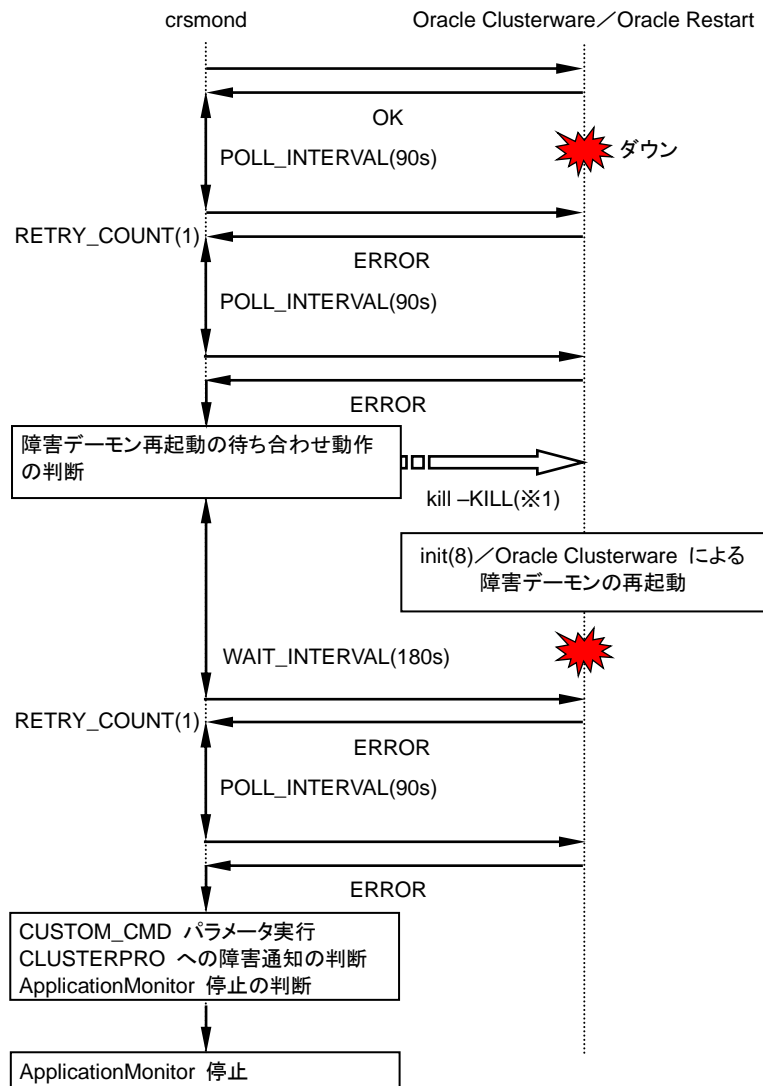 crsmond
Oracle Clusterware／Oracle Restart
OK
POLL_INTERVAL(90s)
ダウン
RETRY_COUNT(1)
ERROR
POLL_INTERVAL(90s)
ERROR
障害デーモン再起動の待ち合わせ動作
の判断
kill –KILL(※1)
init(8)／Oracle Clusterware による
障害デーモンの再起動
WAIT_INTERVAL(180s)
RETRY_COUNT(1)
ERROR
POLL_INTERVAL(90s)
ERROR
CUSTOM_CMD パラメータ実行
CLUSTERPRO への障害通知の判断
ApplicationMonitor 停止の判断
ApplicationMonitor 停止